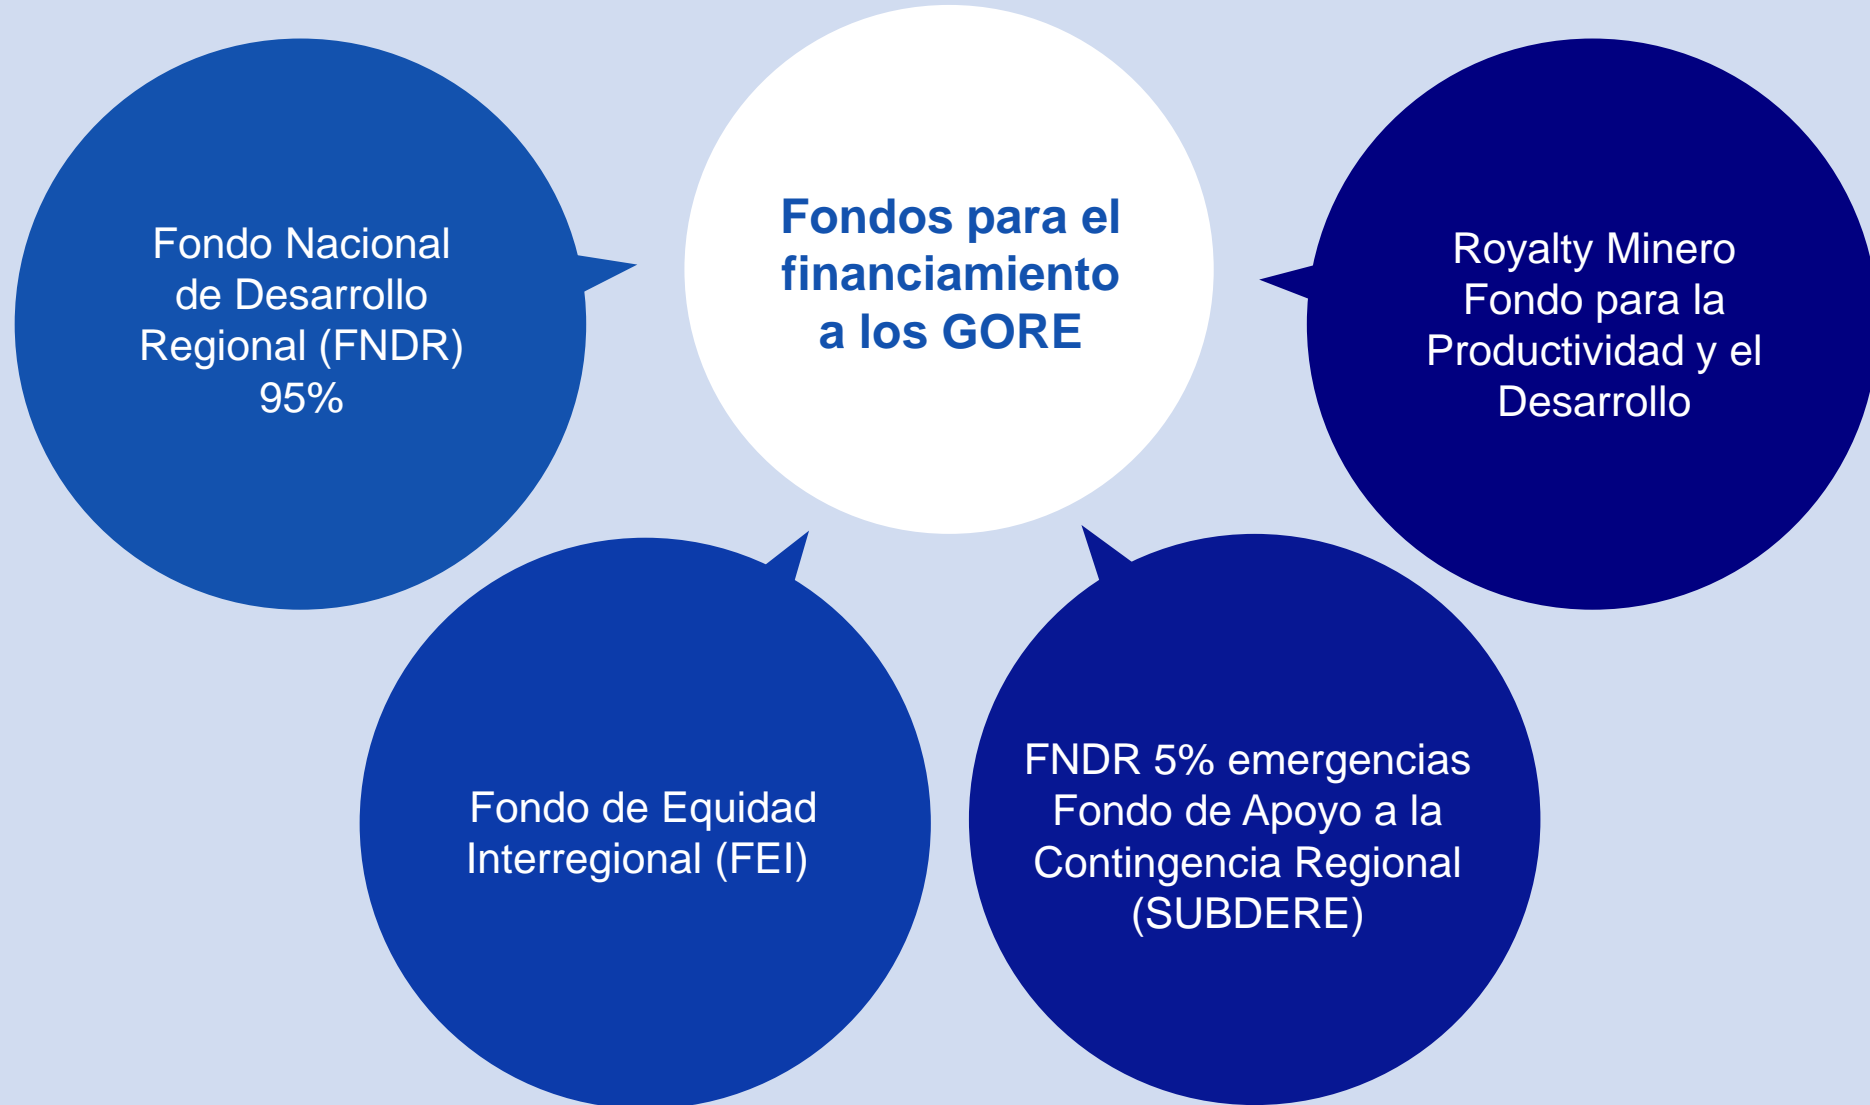 Fondos para el
financiamiento
a los GORE
Fondo Nacional
de Desarrollo
Regional (FNDR)
95%
Royalty Minero
Fondo para la
Productividad y el
Desarrollo
Fondo de Equidad
Interregional (FEI)
FNDR 5% emergencias
Fondo de Apoyo a la
Contingencia Regional
(SUBDERE)